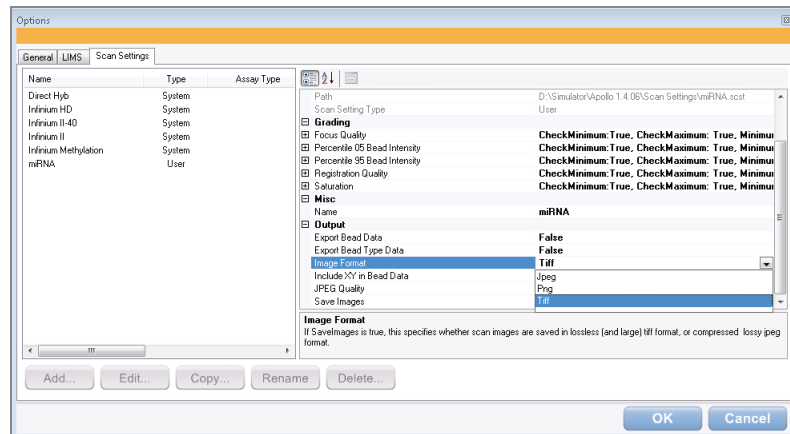 Options
General LIMS Scan Settings
Name Type Assay Type
Direct Hyb System
Infinium HD System
Infinium II-40 System
Infinium II System
Infinium Methylation System
miRNA User
Path D:\Simulator\Apollo 1.4.06\Scan Settings\miRNA.scst
Scan Setting Type User
Grading
Focus Quality CheckMinimum:True, CheckMaximum: True, Minimu
Percentile 05 Bead Intensity CheckMinimum:True, CheckMaximum: True, Minimu
Percentile 95 Bead Intensity CheckMinimum:True, CheckMaximum: True, Minimu
Registration Quality CheckMinimum:True, CheckMaximum: True, Minimu
Saturation CheckMinimum:True, CheckMaximum: True, Minimu
Misc
Name miRNA
Output
Export Bead Data False
Export Bead Type Data False
Image Format Tiff
Include XY in Bead Data Jpeg
JPEG Quality Png
Save Images Tiff
Image Format
If SaveImages is true, this specifies whether scan images are saved in lossless (and large) tiff format, or compressed lossy jpeg
format.
Add... Edit... Copy... Rename Delete...
OK Cancel